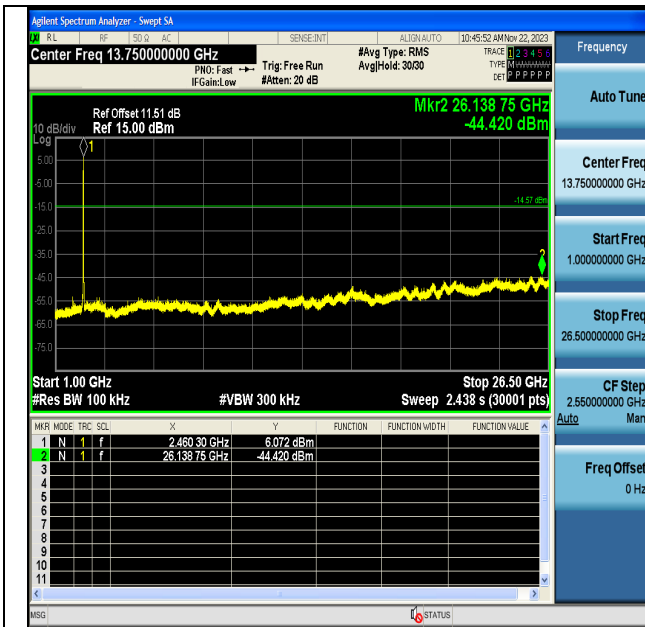 Agilent Spectrum Analyzer - Swept SA
LXI RL RF 50 Ω AC SENSE:INT ALIGN AUTO 10:45:52 AM Nov 22, 2023
Center Freq 13.750000000 GHz
PNO: Fast
IFGain:Low
Trig: Free Run
#Atten: 20 dB
#Avg Type: RMS
Avg|Hold: 30/30
TRACE 1 2 3 4 5 6
TYPE M
DET P P P P P P
Ref Offset 11.51 dB
10 dB/div Ref 15.00 dBm
Log
Mkr2 26.138 75 GHz
-44.420 dBm
1
5.00
-5.00
-15.0
-14.57 dBm
-25.0
-35.0
2
-45.0
-55.0
-65.0
-75.0
Start 1.00 GHz Stop 26.50 GHz
#Res BW 100 kHz #VBW 300 kHz Sweep 2.438 s (30001 pts)
MKR MODE TRC SCL X Y FUNCTION FUNCTION WIDTH FUNCTION VALUE
1 N 1 f 2.460 30 GHz 6.072 dBm
2 N 1 f 26.138 75 GHz -44.420 dBm
3
4
5
6
7
8
9
10
11
MSG STATUS
Frequency
Auto Tune
Center Freq
13.750000000 GHz
Start Freq
1.000000000 GHz
Stop Freq
26.500000000 GHz
CF Step
2.550000000 GHz
Auto Man
Freq Offset
0 Hz